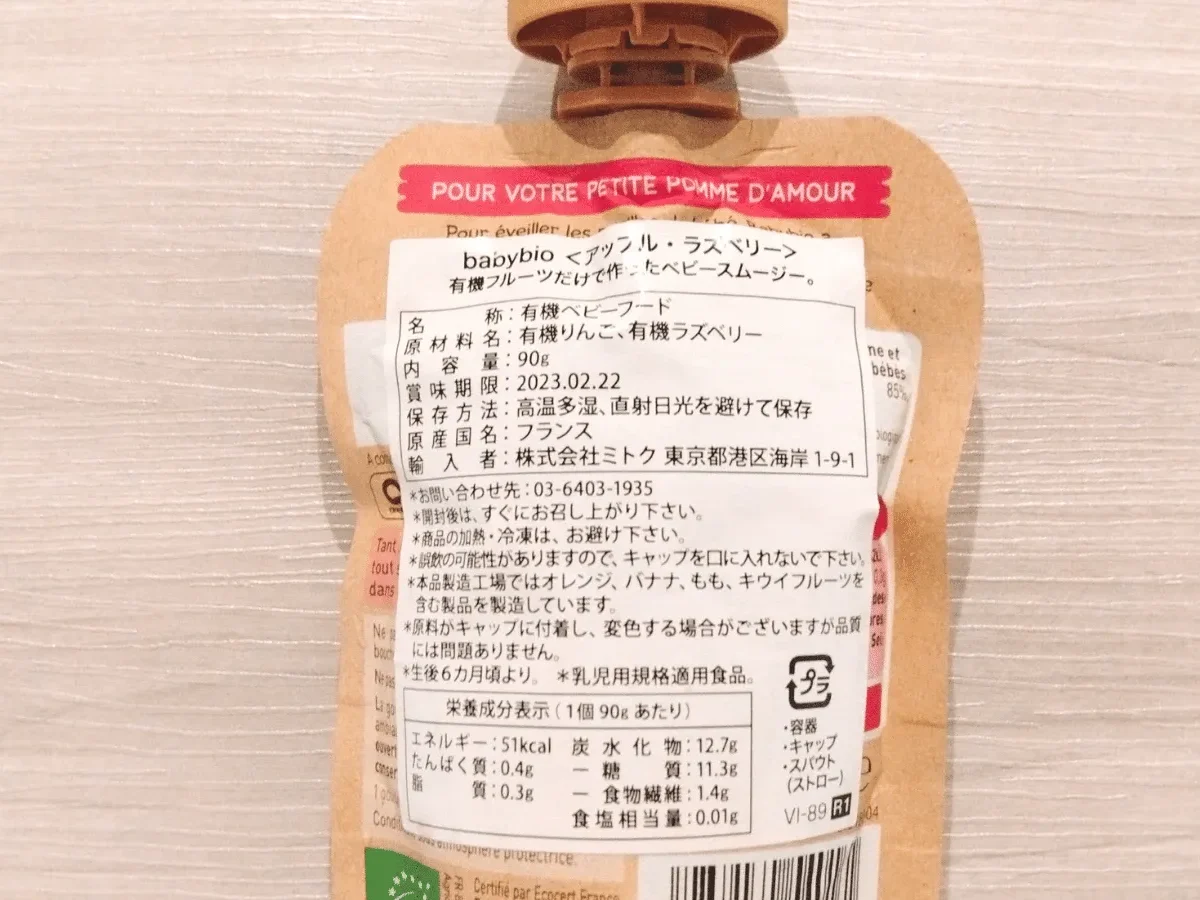 POUR VOTRE PETITE POMME D'AMOUR
Pour éveiller les
babybio <アップル・ラズベリー>
有機フルーツだけで作ったベビースムージー。
名称:有機ベビーフード
原材料名:有機りんご、有機ラズベリー
内容量:90g
賞味期限:2023.02.22
保存方法:高温多湿、直射日光を避けて保存
原産国名:フランス
輸入者:株式会社ミトク 東京都港区海岸1-9-1
*お問い合わせ先:03-6403-1935
*開封後は、すぐにお召し上がり下さい。
*商品の加熱・冷凍は、お避け下さい。
*誤飲の可能性がありますので、キャップを口に入れないで下さい。
*本品製造工場ではオレンジ、バナナ、もも、キウイフルーツを
含む製品を製造しています。
*原料がキャップに付着し、変色する場合がございますが品質
には問題ありません。
*生後6カ月頃より。 *乳児用規格適用食品。
栄養成分表示(1個90gあたり)
エネルギー:51kcal 炭水化物:12.7g
たんぱく質:0.4g ー糖質:11.3g
脂質:0.3g ー食物繊維:1.4g
食塩相当量:0.01g
プラ
・容器
・キャップ
・スパウト
(ストロー)
VI-89 R1
ne et
bébes
85%
Tant
tout
dans
Ne
Ne pas
atmosphère protectrice.
Certifié par Ecocert France